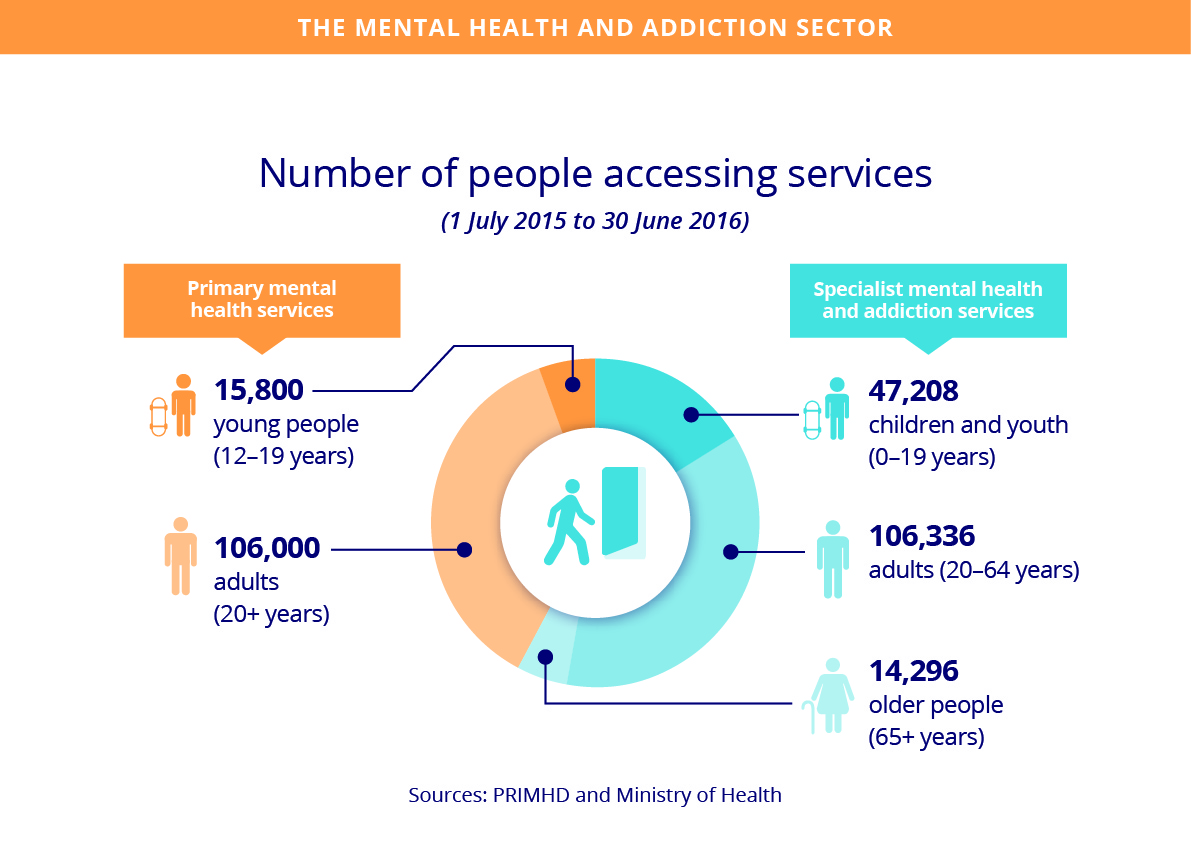 THE MENTAL HEALTH AND ADDICTION SECTOR
Number of people accessing services
(1 July 2015 to 30 June 2016)
Primary mental
health services
15,800
young people
(12–19 years)
106,000
adults
(20+ years)
Specialist mental health
and addiction services
47,208
children and youth
(0–19 years)
106,336
adults (20–64 years)
14,296
older people
(65+ years)
Sources: PRIMHD and Ministry of Health